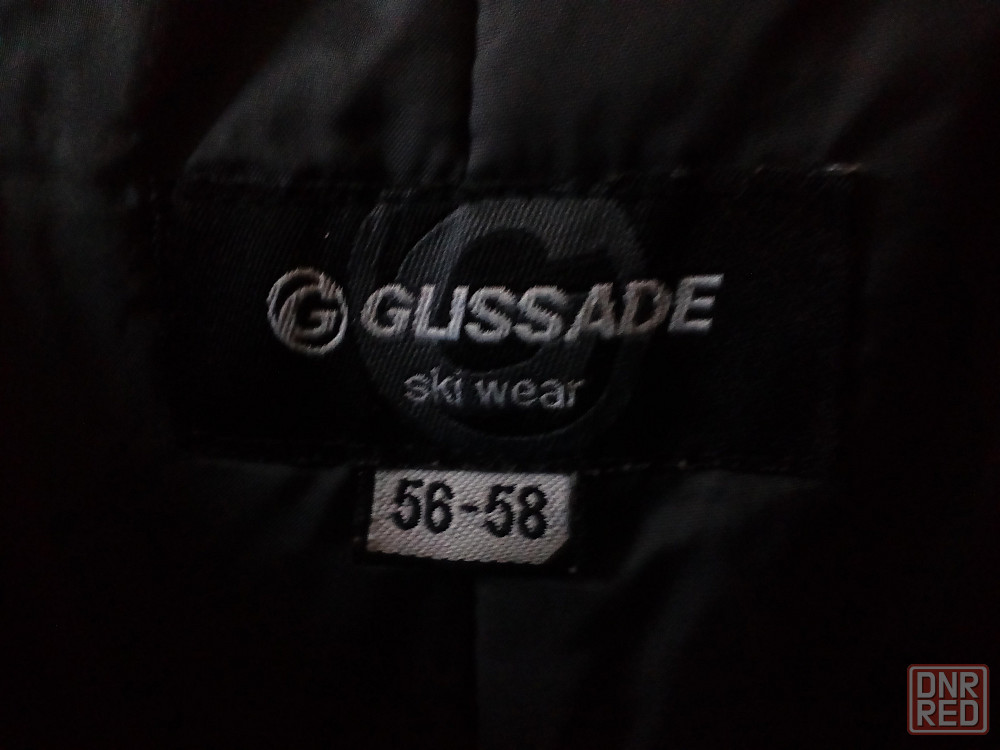 G GLISSADE
ski wear
56-58
DNR
RED